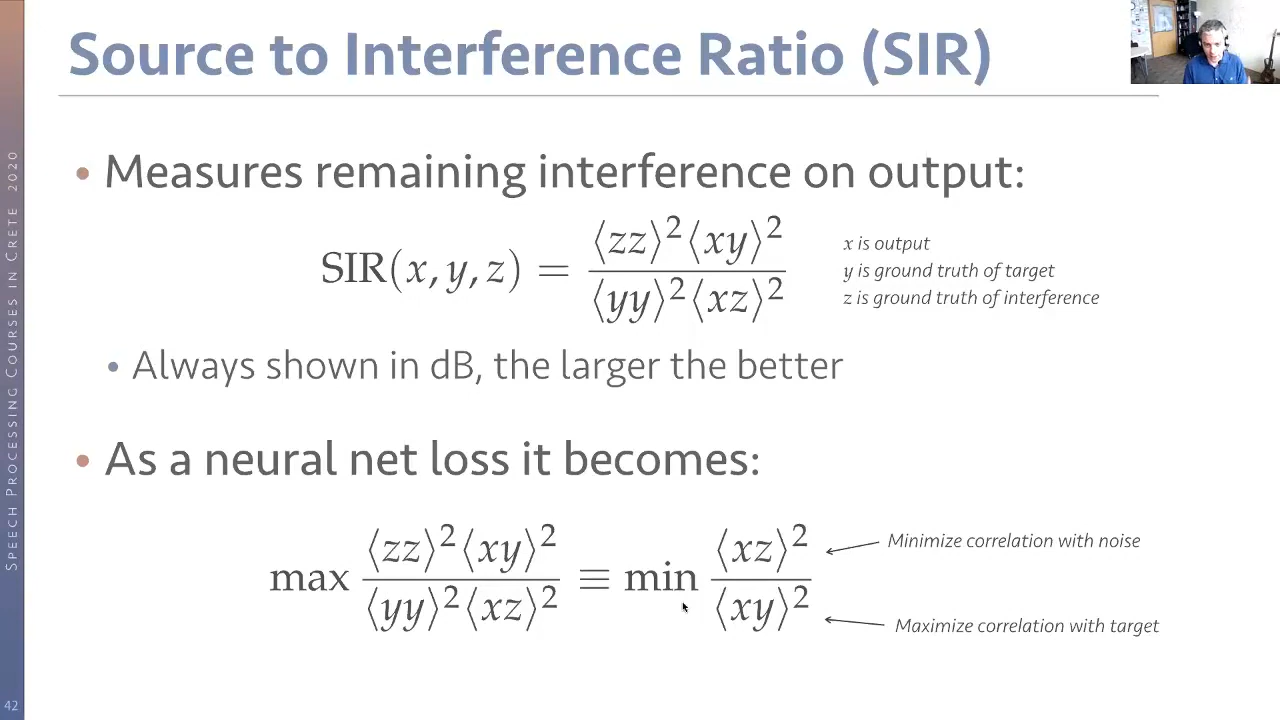 Source to Interference Ratio (SIR)
• Measures remaining interference on output:
SIR(x, y, z) = ⟨zz⟩²⟨xy⟩² / ⟨yy⟩²⟨xz⟩²
x is output
y is ground truth of target
z is ground truth of interference
• Always shown in dB, the larger the better
• As a neural net loss it becomes:
max ⟨zz⟩²⟨xy⟩² / ⟨yy⟩²⟨xz⟩² ≡ min ⟨xz⟩² / ⟨xy⟩²
Minimize correlation with noise
Maximize correlation with target
SPEECH PROCESSING COURSES IN CRETE 2020
42